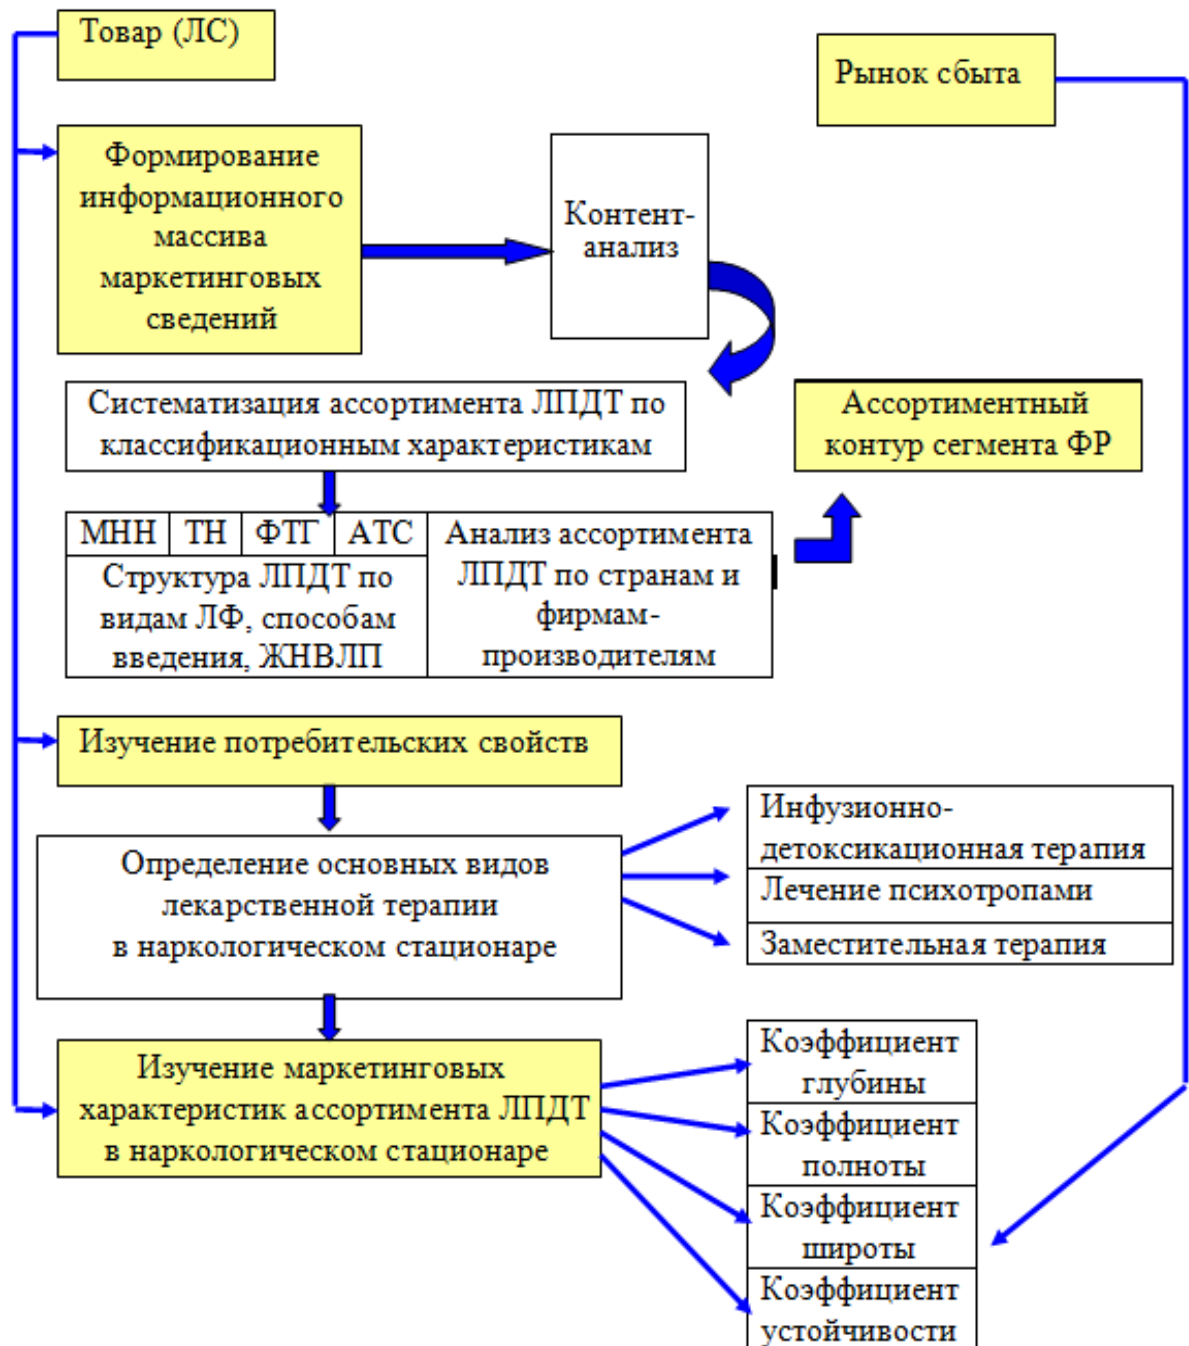 Товар (ЛС)
Рынок сбыта
Формирование
информационного
массива
маркетинговых
сведений
Контент-
анализ
Систематизация ассортимента ЛПДТ по
классификационным характеристикам
Ассортиментный
контур сегмента ФР
МНН ТН ФТГ АТС
Структура ЛПДТ по
видам ЛФ, способам
введения, ЖНВЛП
Анализ ассортимента
ЛПДТ по странам и
фирмам-
производителям
Изучение потребительских свойств
Определение основных видов
лекарственной терапии
в наркологическом стационаре
Инфузионно-
детоксикационная терапия
Лечение психотропами
Заместительная терапия
Изучение маркетинговых
характеристик ассортимента ЛПДТ
в наркологическом стационаре
Коэффициент
глубины
Коэффициент
полноты
Коэффициент
широты
Коэффициент
устойчивости